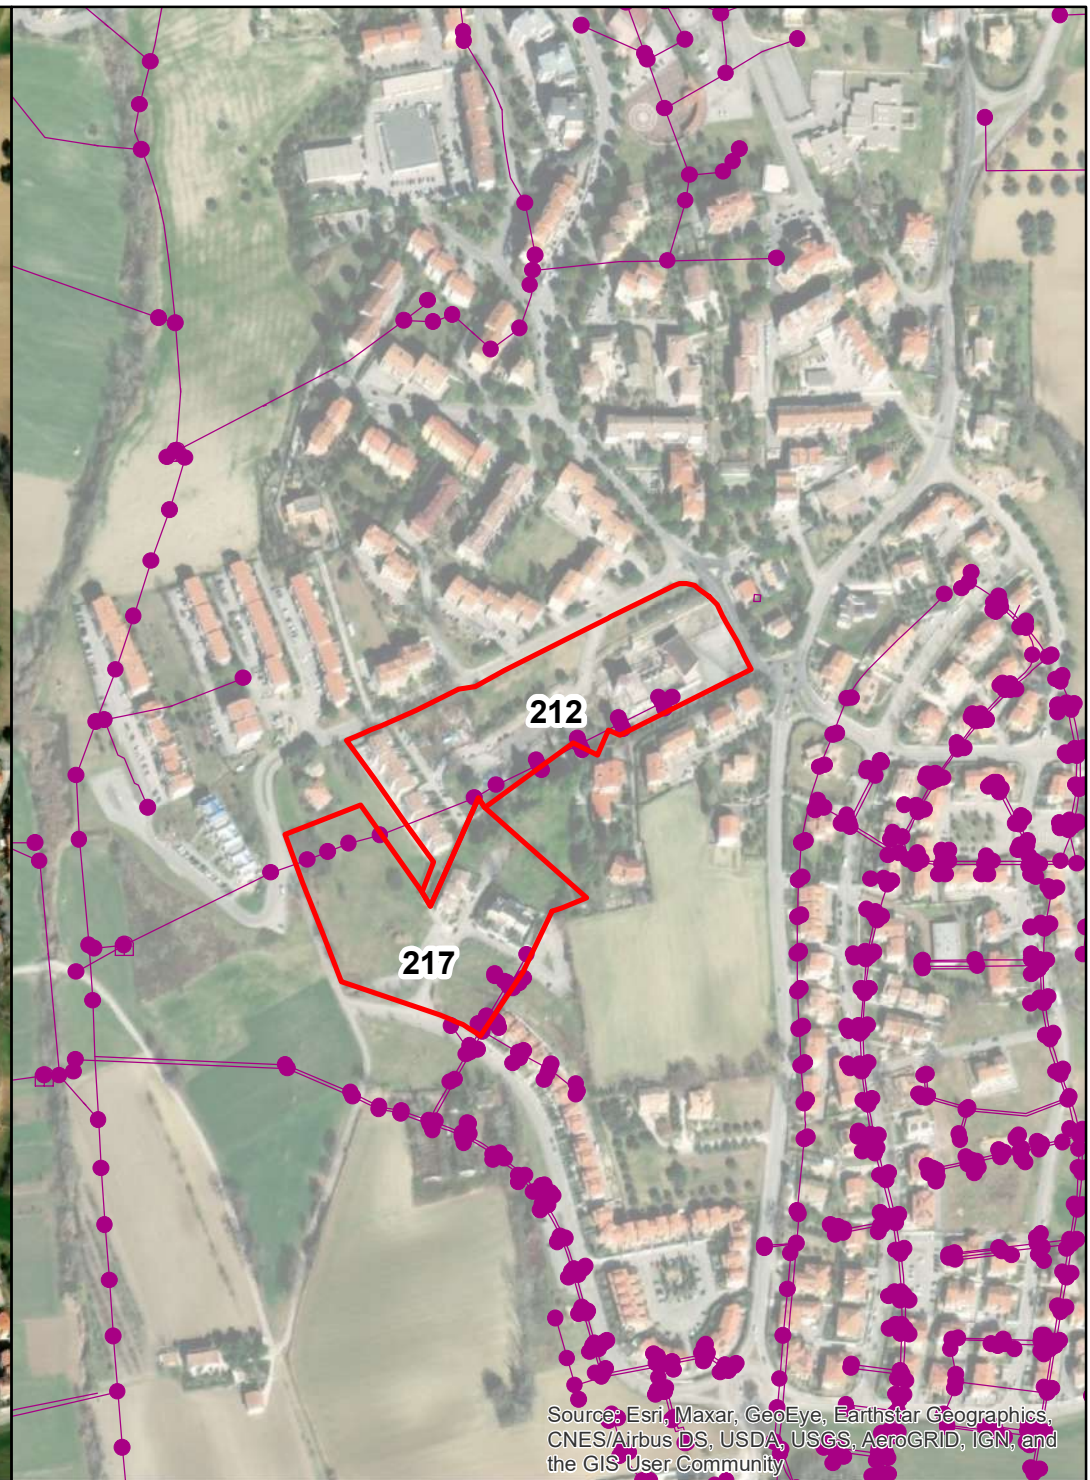 212
217
Source: Esri, Maxar, GeoEye, Earthstar Geographics,
CNES/Airbus DS, USDA, USGS, AeroGRID, IGN, and
the GIS User Community